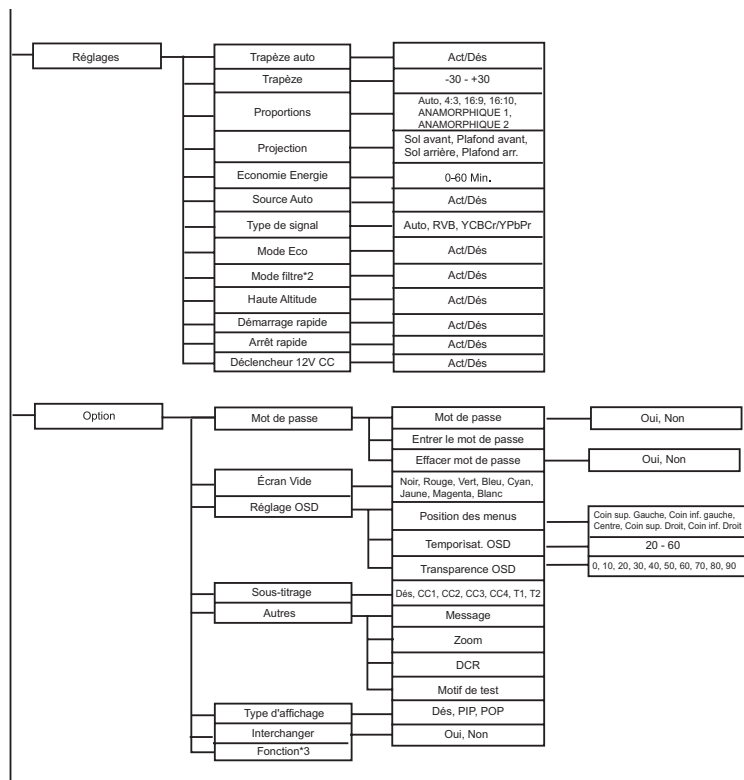 Réglages
Trapèze auto
Act/Dés
Trapèze
-30 - +30
Proportions
Auto, 4:3, 16:9, 16:10,
ANAMORPHIQUE 1,
ANAMORPHIQUE 2
Projection
Sol avant, Plafond avant,
Sol arrière, Plafond arr.
Economie Energie
0-60 Min.
Source Auto
Act/Dés
Type de signal
Auto, RVB, YCBCr/YPbPr
Mode Eco
Act/Dés
Mode filtre*2
Act/Dés
Haute Altitude
Act/Dés
Démarrage rapide
Act/Dés
Arrêt rapide
Act/Dés
Déclencheur 12V CC
Act/Dés
Option
Mot de passe
Mot de passe
Oui, Non
Entrer le mot de passe
Effacer mot de passe
Oui, Non
Écran Vide
Noir, Rouge, Vert, Bleu, Cyan,
Jaune, Magenta, Blanc
Réglage OSD
Position des menus
Coin sup. Gauche, Coin inf. gauche,
Centre, Coin sup. Droit, Coin inf. Droit
Temporisat. OSD
20 - 60
Transparence OSD
0, 10, 20, 30, 40, 50, 60, 70, 80, 90
Sous-titrage
Dés, CC1, CC2, CC3, CC4, T1, T2
Autres
Message
Zoom
DCR
Motif de test
Type d'affichage
Dés, PIP, POP
Interchanger
Oui, Non
Fonction*3